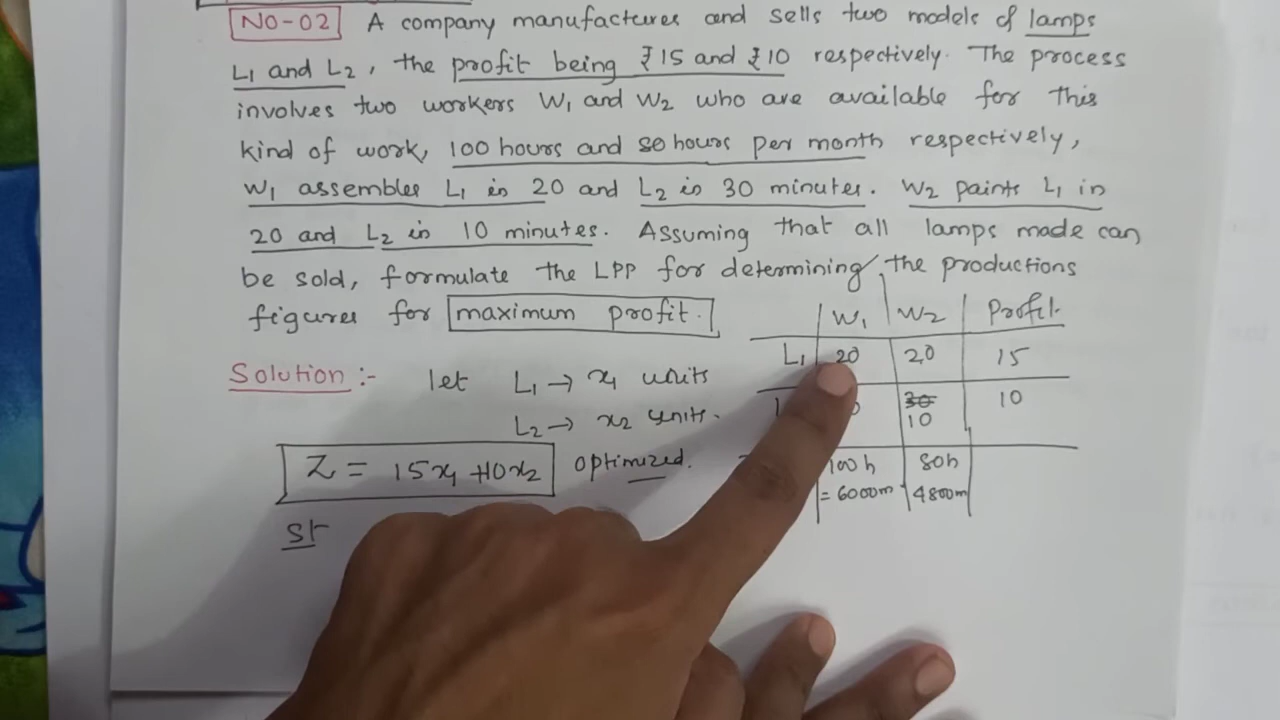 NO-02 A company manufactures and sells two models of lamps
L1 and L2, the profit being ₹15 and ₹10 respectively. The process
involves two workers W1 and W2 who are available for this
kind of work, 100 hours and 80 hours per month respectively,
W1 assembles L1 in 20 and L2 in 30 minutes. W2 paints L1 in
20 and L2 in 10 minutes. Assuming that all lamps made can
be sold, formulate the LPP for determining the productions
figures for maximum profit.
W1 W2 Profit
L1 20 20 15
30
10 10
100h 80h
= 6000m 4800m
Solution :- let L1 → x1 units
L2 → x2 units.
Z = 15x1 +10x2 optimized.
St